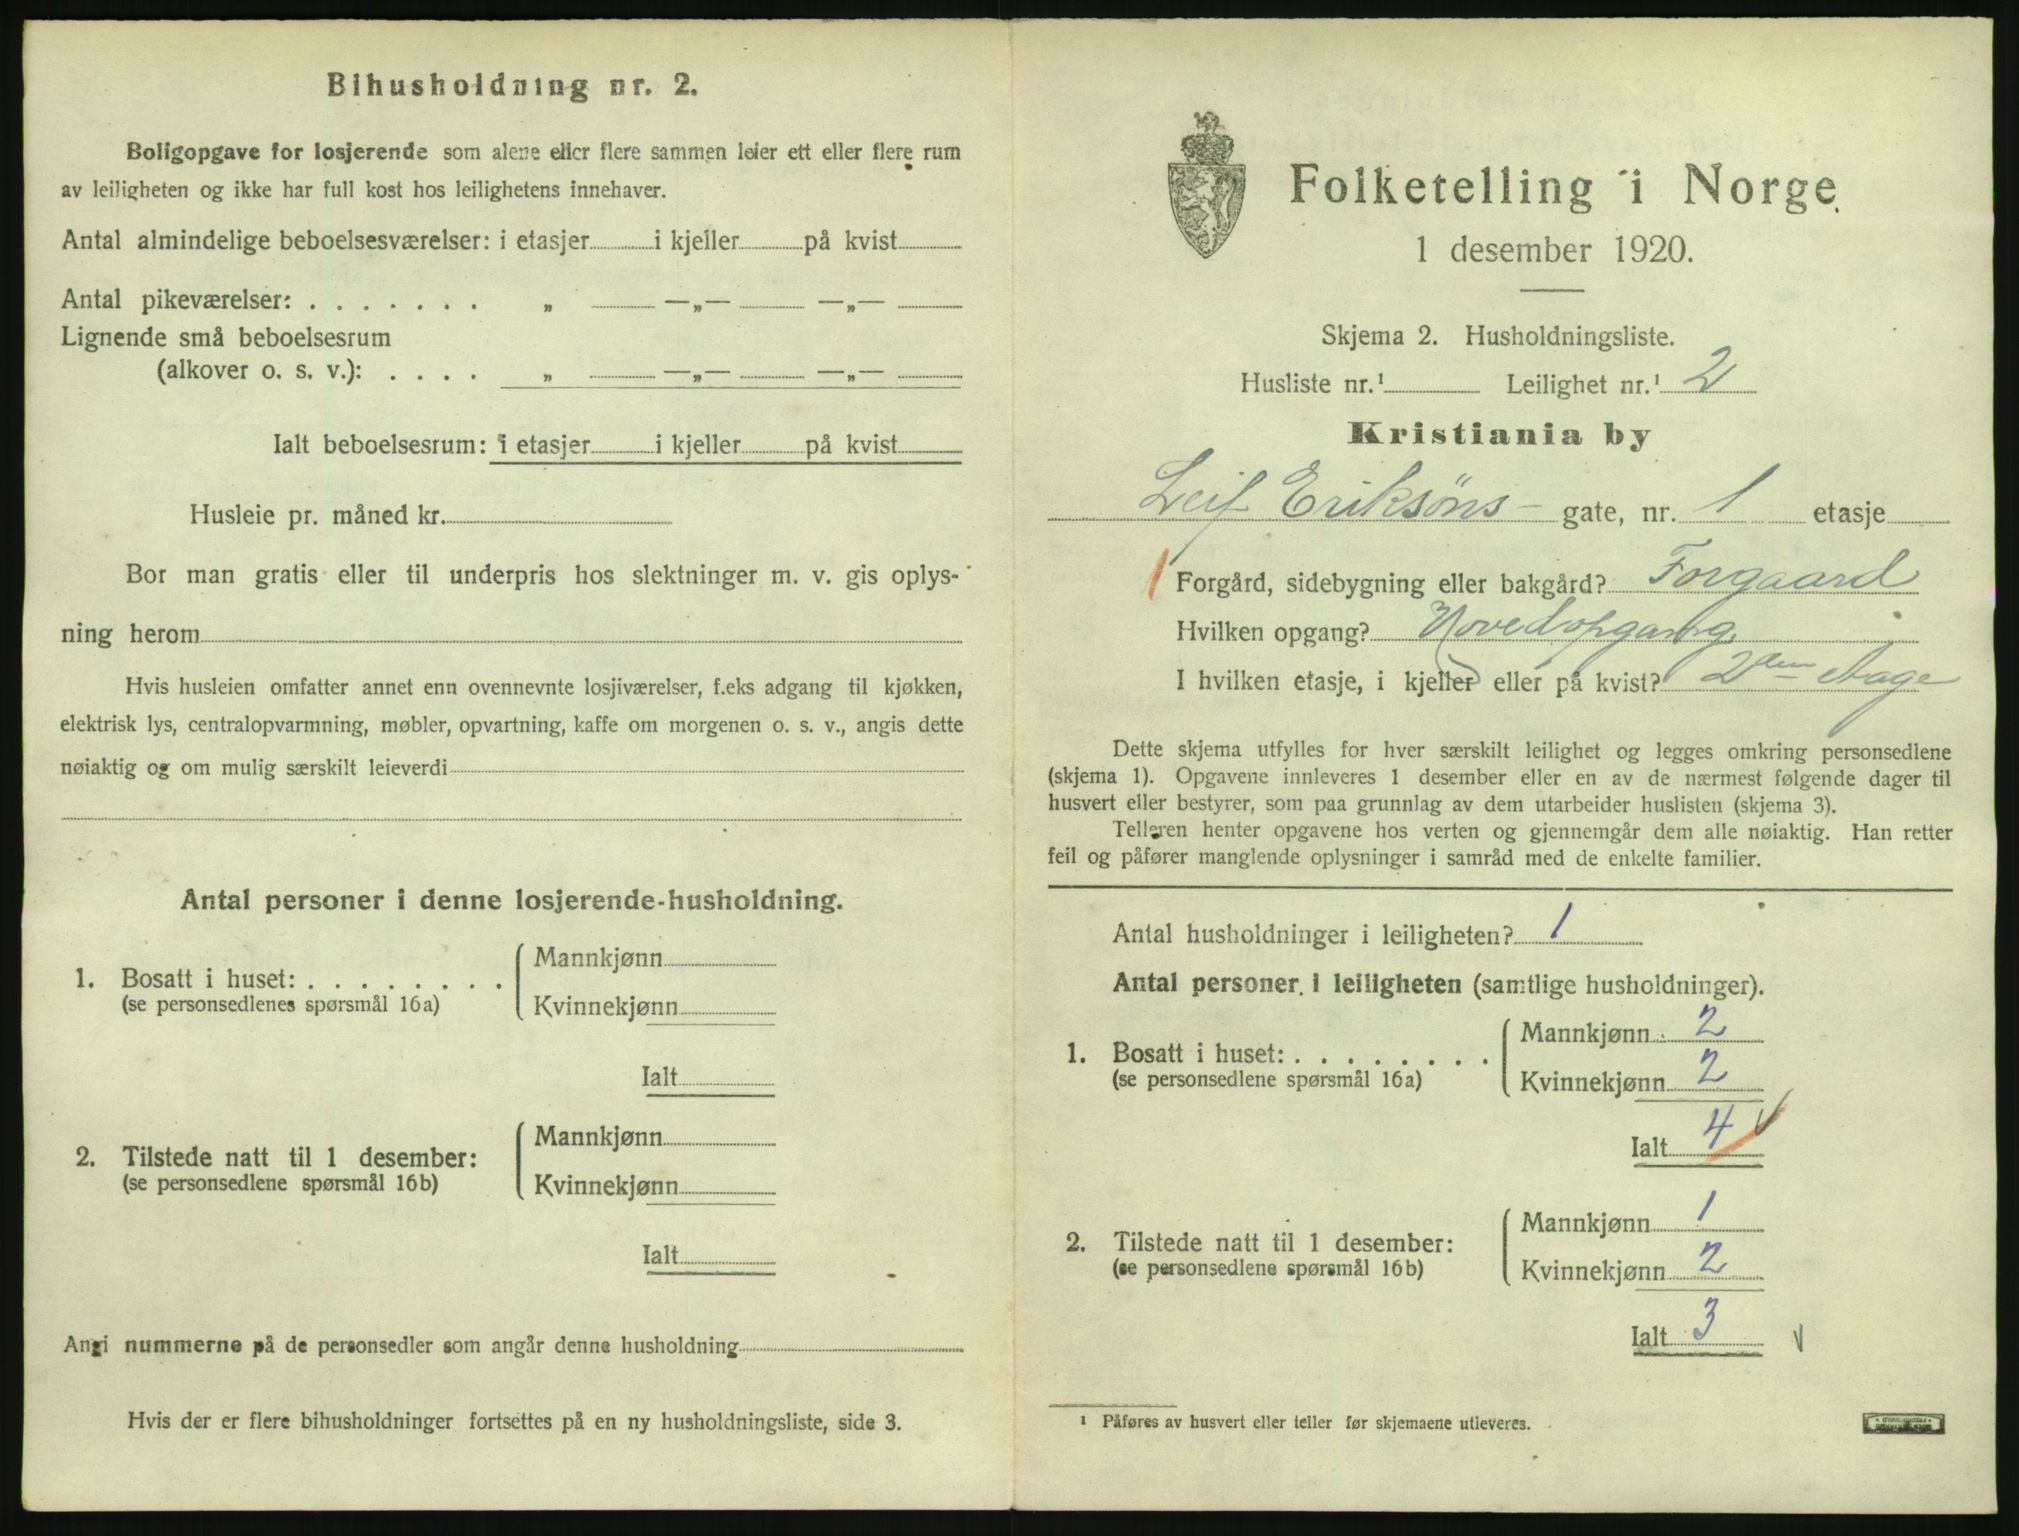 Bihusholdning nr. 2.
Boligopgave for losjerende som alene eller flere sammen leier ett eller flere rum
av leiligheten og ikke har full kost hos leilighetens innehaver.
Antal almindelige beboelsesværelser: i etasjer i kjeller på kvist
Antal pikeværelser: . . . . . . . „ —„— —„—
Lignende små beboelsesrum
(alkover o. s. v.): . . . . „ —„— —„—
Ialt beboelsesrum: i etasjer i kjeller på kvist
Husleie pr. måned kr.
Bor man gratis eller til underpris hos slektninger m. v. gis oplys-
ning herom
Hvis husleien omfatter annet enn ovennevnte losjiværelser, f.eks adgang til kjøkken,
elektrisk lys, centralopvarmning, møbler, opvartning, kaffe om morgenen o. s. v., angis dette
nøiaktig og om mulig særskilt leieverdi
Antal personer i denne losjerende-husholdning.
1. Bosatt i huset: . . . . . . . . Mannkjønn
(se personsedlenes spørsmål 16a) Kvinnekjønn
Ialt
2. Tilstede natt til 1 desember: Mannkjønn
(se personsedlene spørsmål 16b) Kvinnekjønn
Ialt
Angi nummerne på de personsedler som angår denne husholdning
Hvis der er flere bihusholdninger fortsettes på en ny husholdningsliste, side 3.
Folketelling i Norge
1 desember 1920.
Skjema 2. Husholdningsliste.
Husliste nr.¹ Leilighet nr.¹ 2
Kristiania by
Leif Eriksöns- gate, nr. 1 etasje
Forgård, sidebygning eller bakgård? Forgaard
Hvilken opgang? Hovedopgang
I hvilken etasje, i kjeller eller på kvist? 2den Etage
Dette skjema utfylles for hver særskilt leilighet og legges omkring personsedlene
(skjema 1). Opgavene innleveres 1 desember eller en av de nærmest følgende dager til
husvert eller bestyrer, som paa grunnlag av dem utarbeider huslisten (skjema 3).
Telleren henter opgavene hos verten og gjennemgår dem alle nøiaktig. Han retter
feil og påfører manglende oplysninger i samråd med de enkelte familier.
Antal husholdninger i leiligheten? 1
Antal personer i leiligheten (samtlige husholdninger).
1. Bosatt i huset: . . . . . . . . Mannkjønn 2
(se personsedlene spørsmål 16a) Kvinnekjønn 2
Ialt 4
2. Tilstede natt til 1 desember: Mannkjønn 1
(se personsedlene spørsmål 16b) Kvinnekjønn 2
Ialt 3
¹ Påføres av husvert eller teller før skjemaene utleveres.